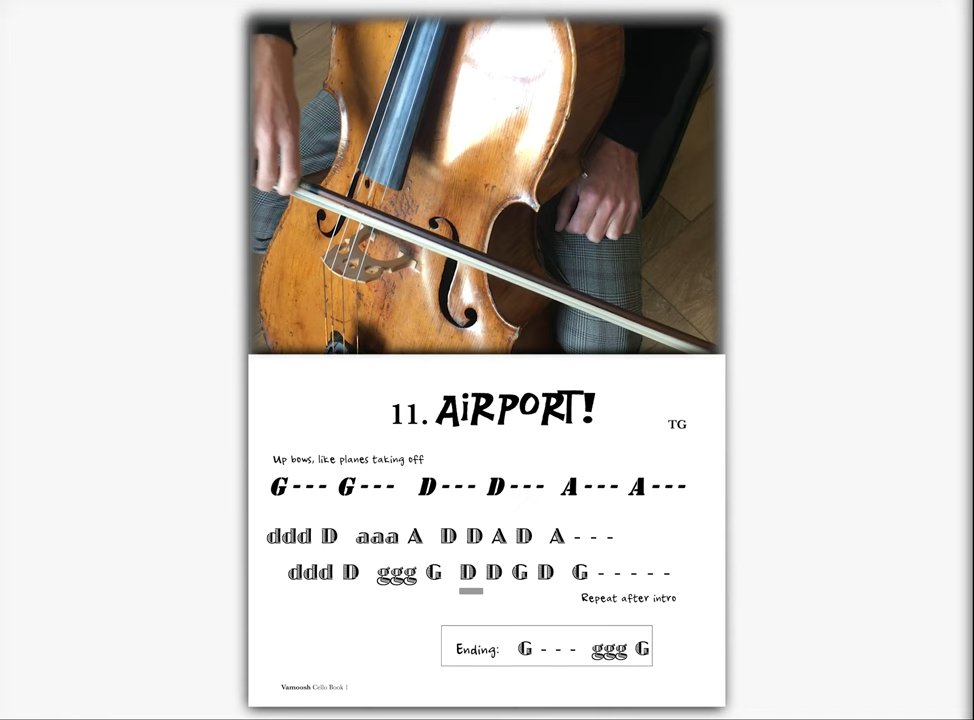 11. AiRPORT!
TG
Up bows, like planes taking off
G--- G--- D--- D--- A--- A---
ddd D aaa A D D A D A - - -
ddd D ggg G D D G D G - - - - -
Repeat after intro
Ending: G - - - ggg G
Vamoosh Cello Book 1